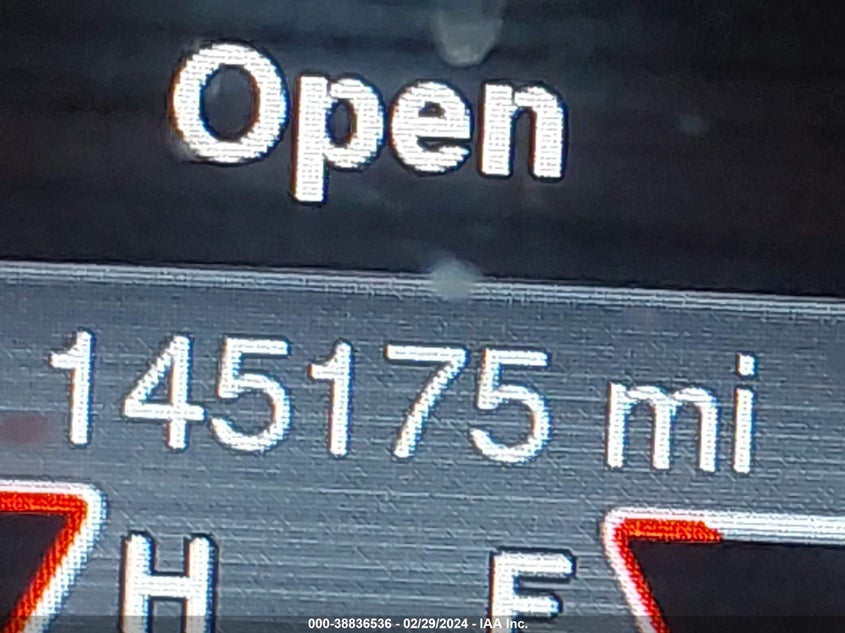 Open
145175 mi
H F
000-38836536 - 02/29/2024 - IAA Inc.